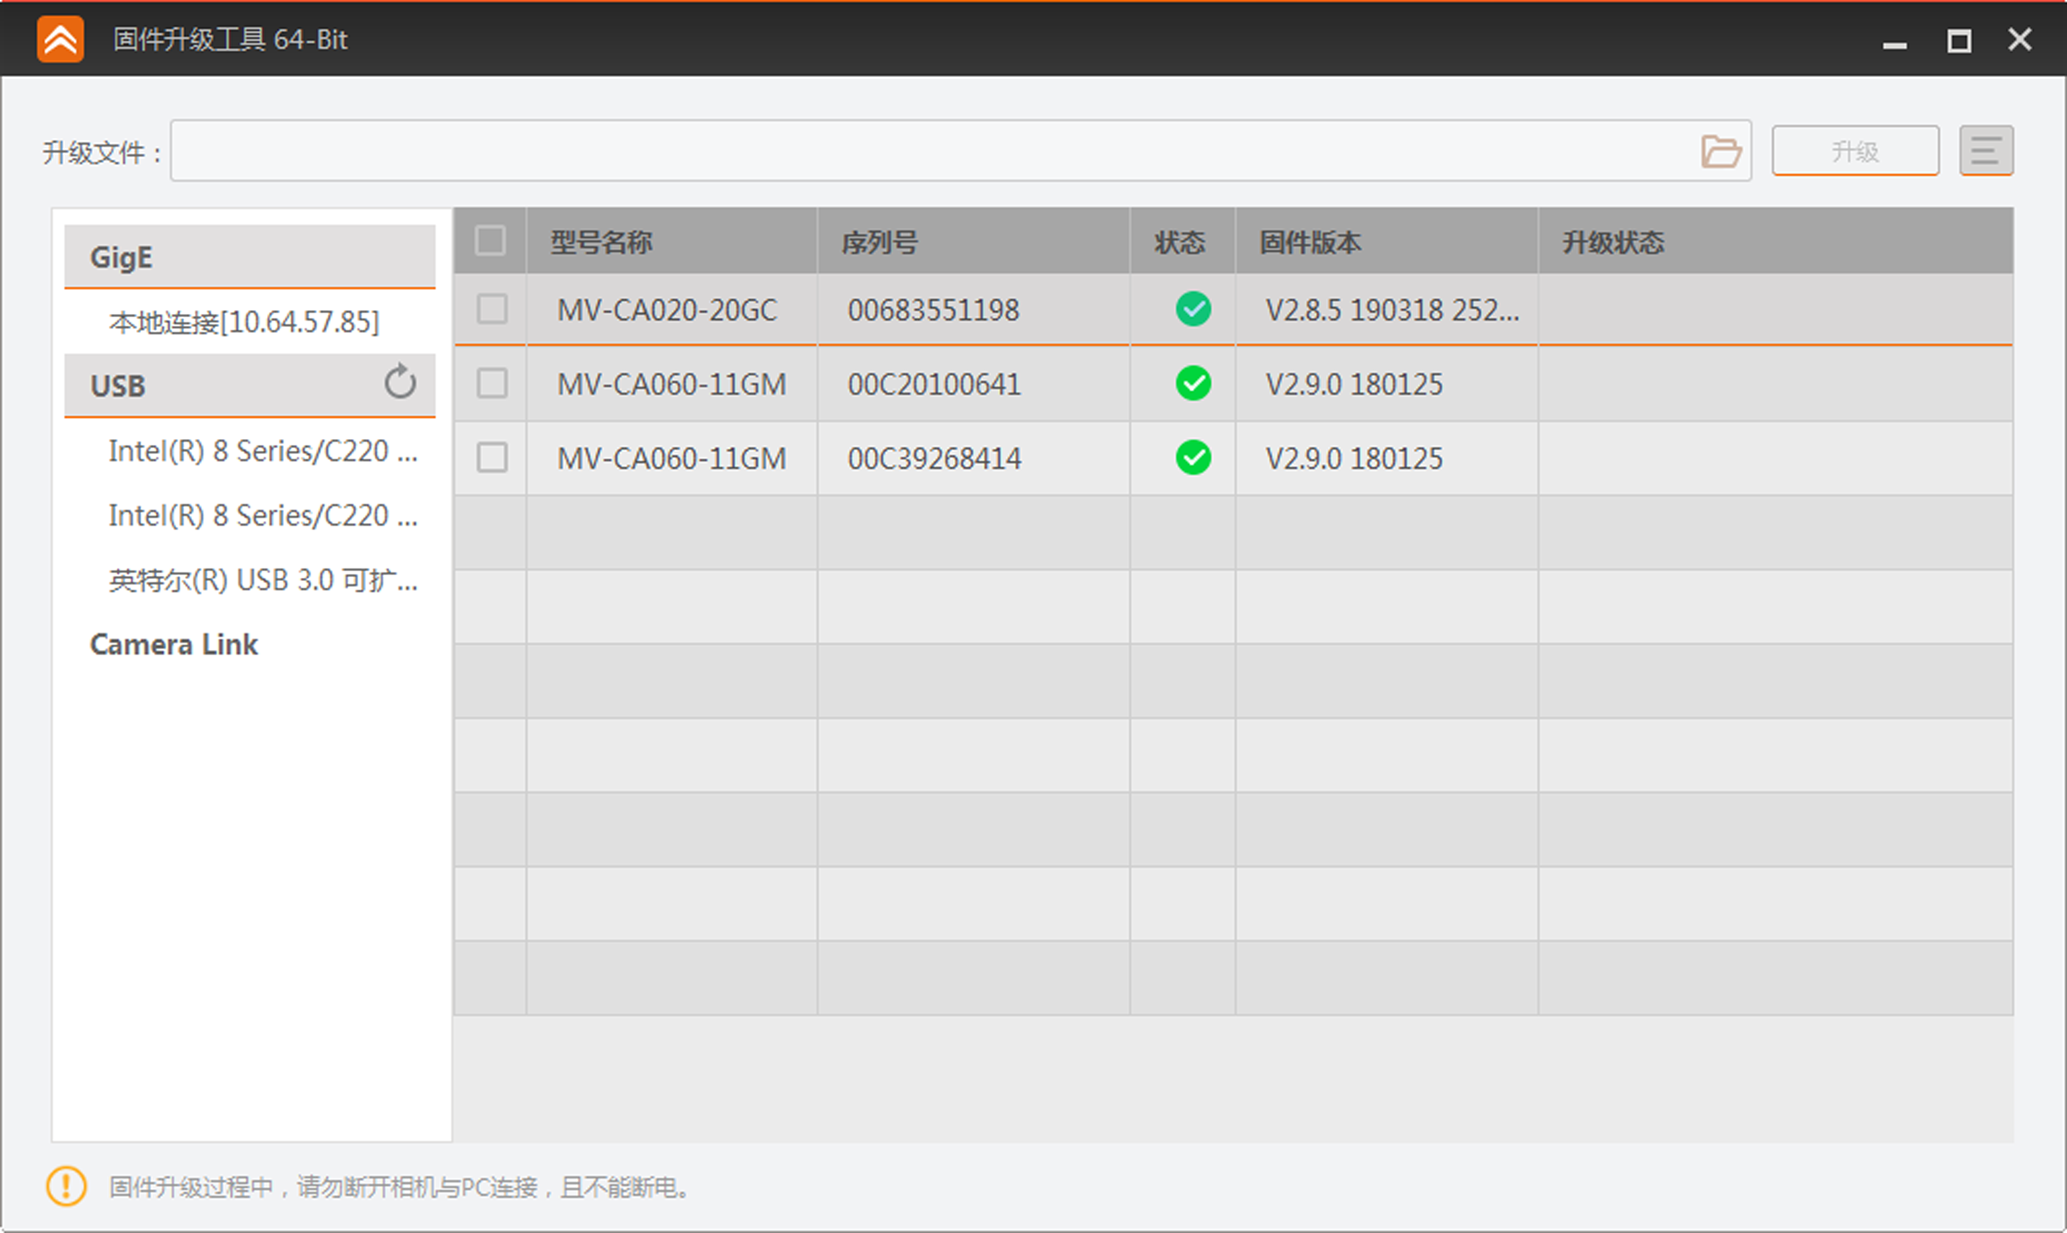 固件升级工具 64-Bit
升级文件：
升级
GigE
本地连接[10.64.57.85]
USB
Intel(R) 8 Series/C220 ...
Intel(R) 8 Series/C220 ...
英特尔(R) USB 3.0 可扩...
Camera Link
型号名称 序列号 状态 固件版本 升级状态
MV-CA020-20GC 00683551198 V2.8.5 190318 252...
MV-CA060-11GM 00C20100641 V2.9.0 180125
MV-CA060-11GM 00C39268414 V2.9.0 180125
固件升级过程中，请勿断开相机与PC连接，且不能断电。